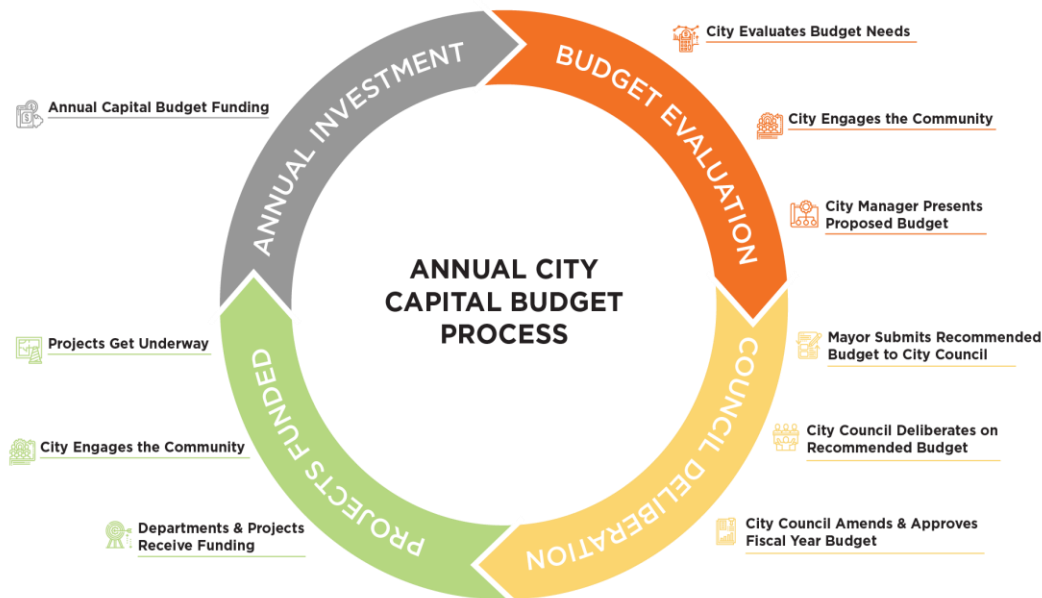 ANNUAL CITY
CAPITAL BUDGET
PROCESS
BUDGET EVALUATION
City Evaluates Budget Needs
City Engages the Community
City Manager Presents
Proposed Budget
COUNCIL DELIBERATION
Mayor Submits Recommended
Budget to City Council
City Council Deliberates on
Recommended Budget
City Council Amends & Approves
Fiscal Year Budget
PROJECTS FUNDED
Departments & Projects
Receive Funding
City Engages the Community
Projects Get Underway
ANNUAL INVESTMENT
Annual Capital Budget Funding